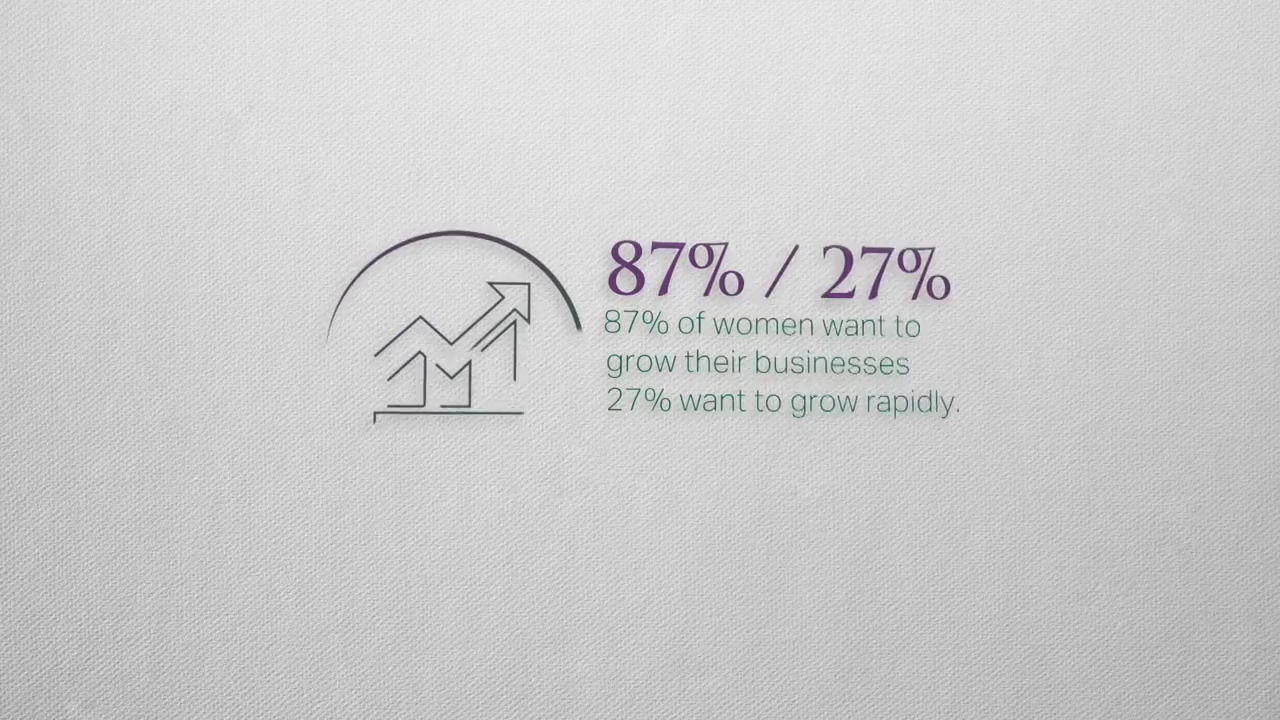 87% / 27%
87% of women want to
grow their businesses
27% want to grow rapidly.